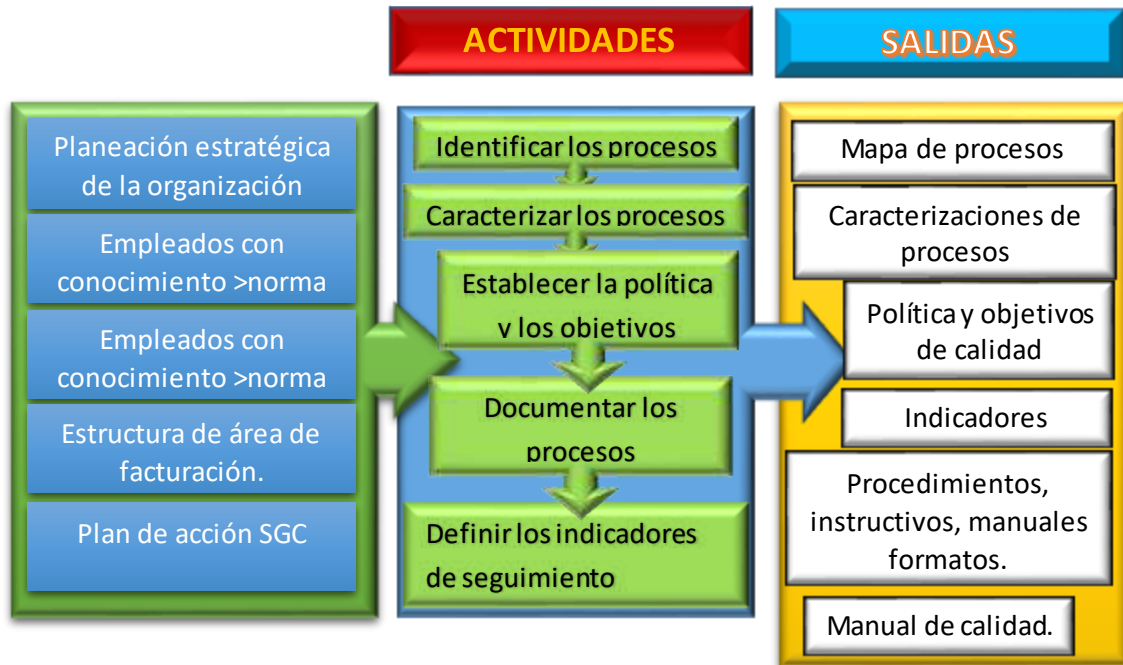 ACTIVIDADES
SALIDAS
Planeación estratégica
de la organización
Empleados con
conocimiento >norma
Empleados con
conocimiento >norma
Estructura de área de
facturación.
Plan de acción SGC
Identificar los procesos
Caracterizar los procesos
Establecer la política
y los objetivos
Documentar los
procesos
Definir los indicadores
de seguimiento
Mapa de procesos
Caracterizaciones de
procesos
Política y objetivos
de calidad
Indicadores
Procedimientos,
instructivos, manuales
formatos.
Manual de calidad.